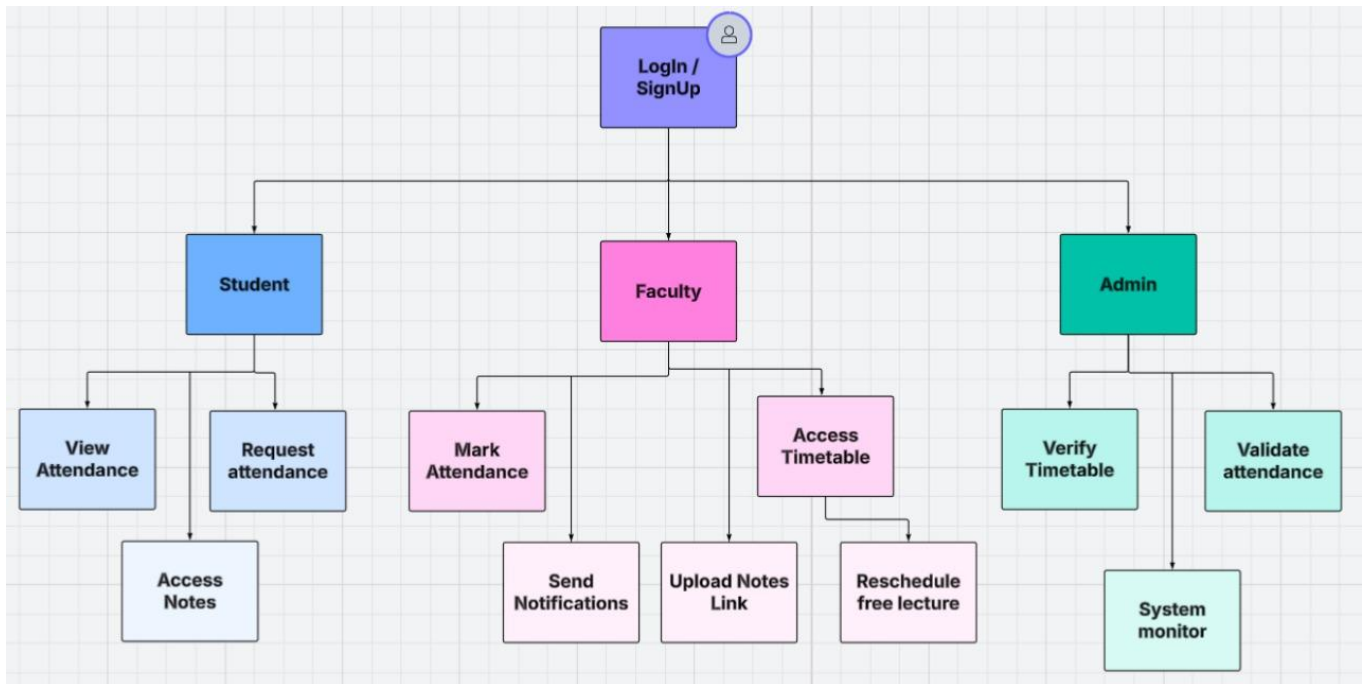 LogIn /
SignUp
Student
Faculty
Admin
View
Attendance
Request
attendance
Mark
Attendance
Access
Timetable
Verify
Timetable
Validate
attendance
Access
Notes
Send
Notifications
Upload Notes
Link
Reschedule
free lecture
System
monitor